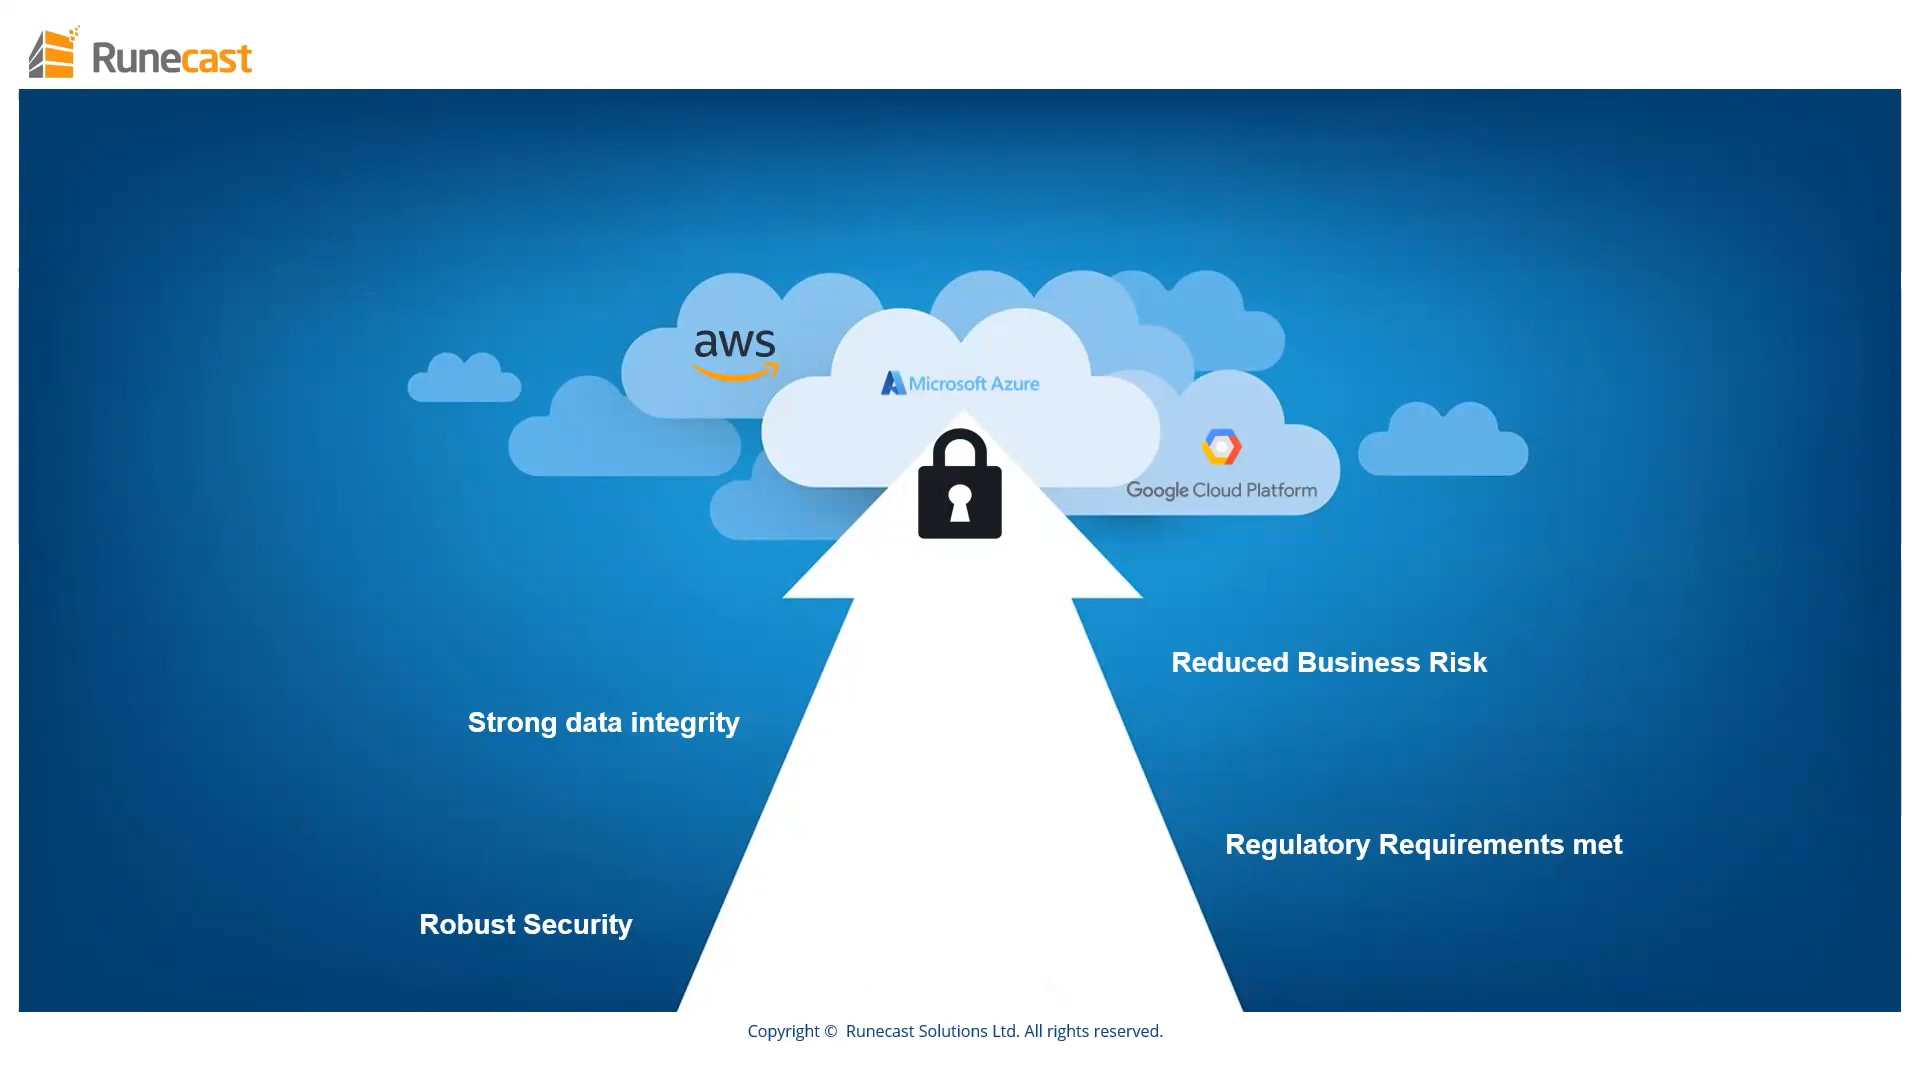 Runecast
aws
Microsoft Azure
Google Cloud Platform
Reduced Business Risk
Strong data integrity
Regulatory Requirements met
Robust Security
Copyright © Runecast Solutions Ltd. All rights reserved.